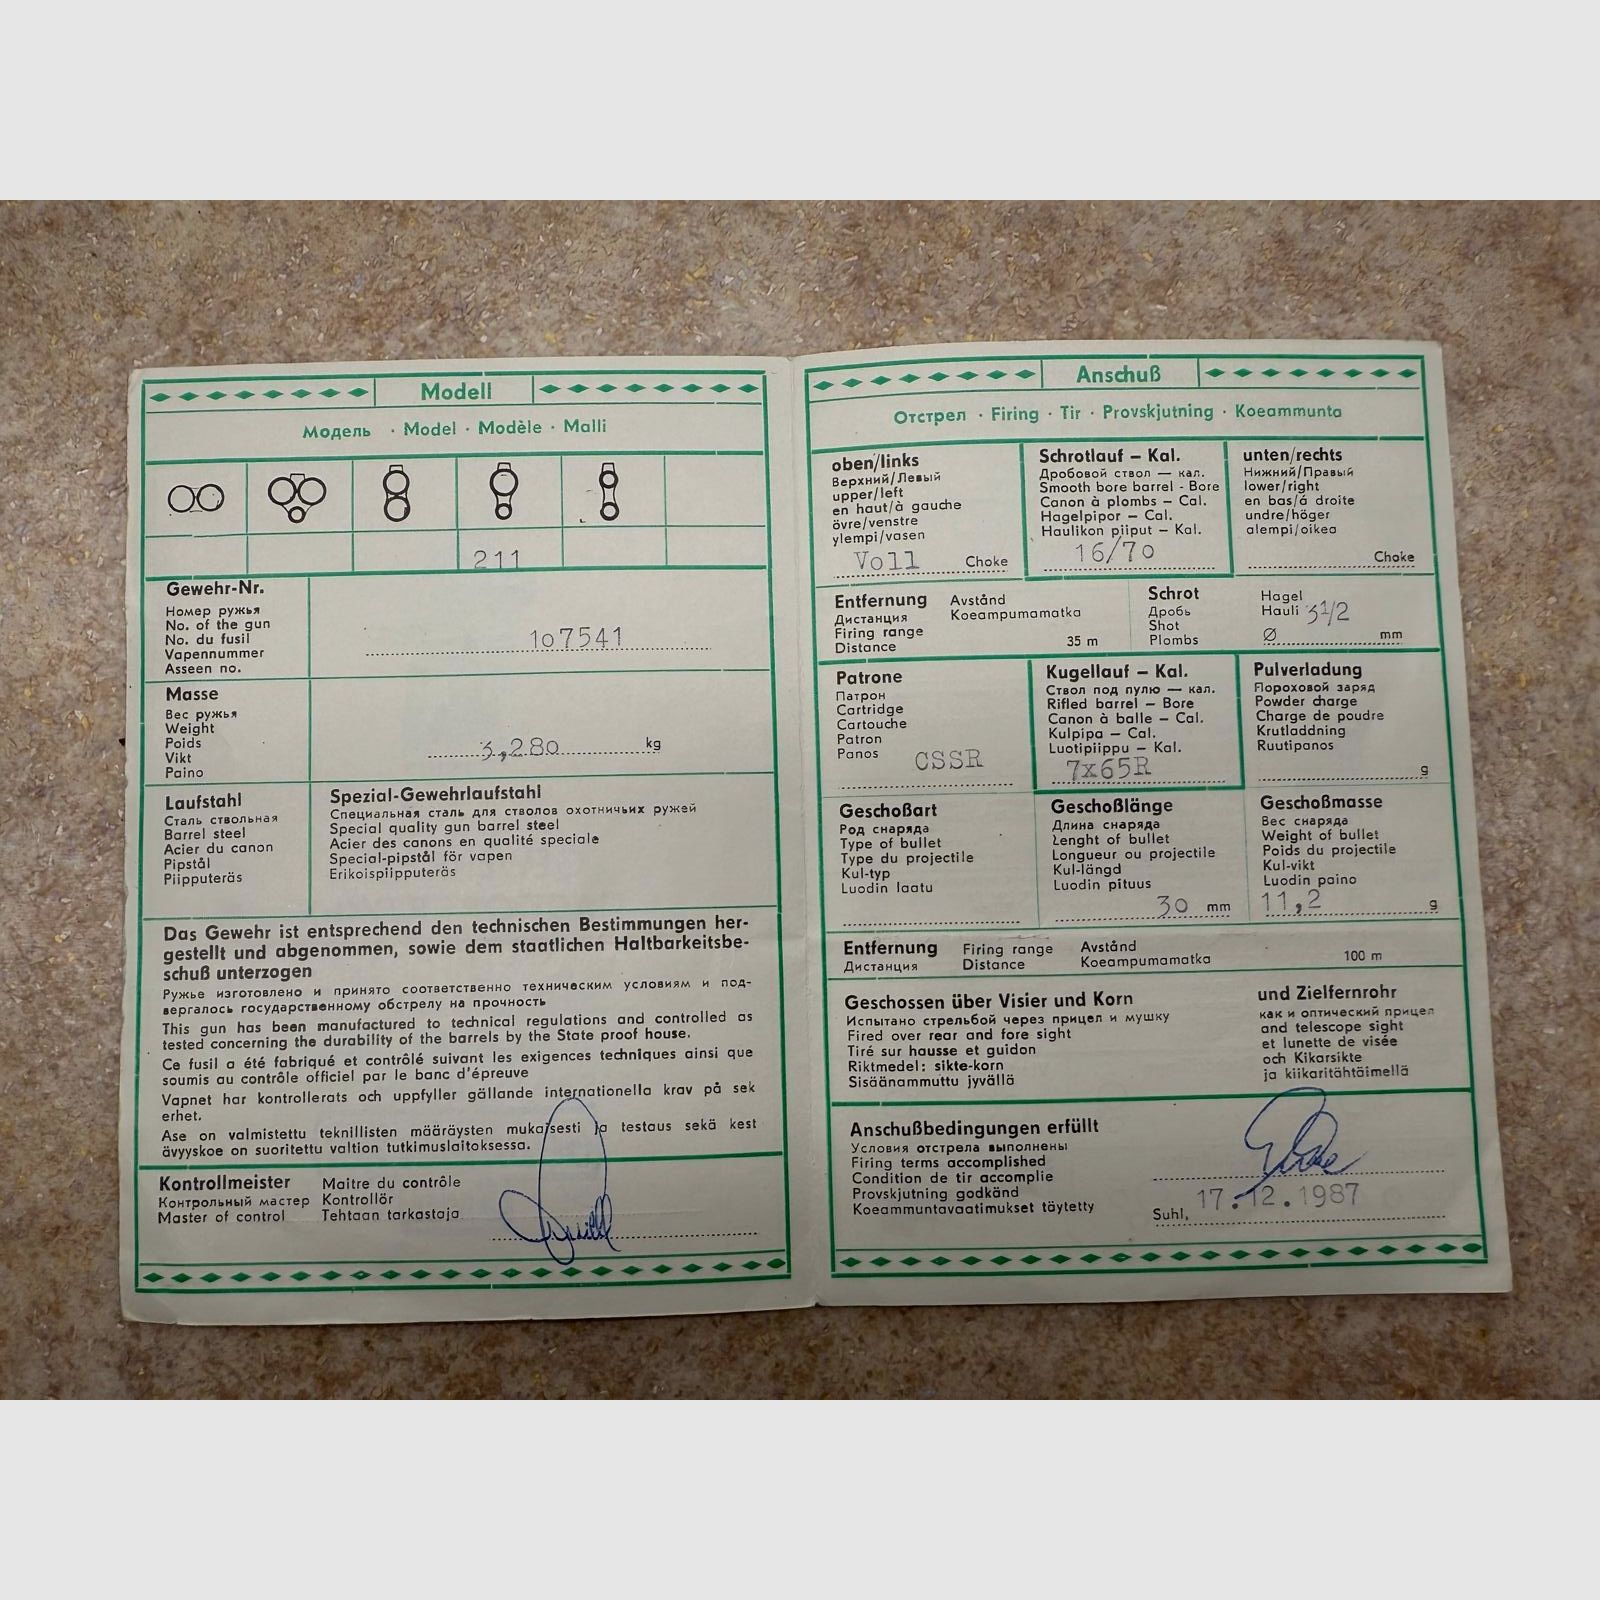 Modell
Модель · Model · Modèle · Malli
211
Gewehr-Nr.
Номер ружья
No. of the gun
No. du fusil
Vapennummer
Asseen no.
107541
Masse
Вес ружья
Weight
Poids
Vikt
Paino
3,280 kg
Laufstahl
Сталь ствольная
Barrel steel
Acier du canon
Pipstål
Piipputeräs
Spezial-Gewehrlaufstahl
Специальная сталь для стволов охотничьих ружей
Special quality gun barrel steel
Acier des canons en qualité speciale
Special-pipstål för vapen
Erikoispiipputeräs
Das Gewehr ist entsprechend den technischen Bestimmungen her-
gestellt und abgenommen, sowie dem staatlichen Haltbarkeitsbe-
schuß unterzogen
Ружье изготовлено и принято соответственно техническим условиям и под-
вергалось государственному обстрелу на прочность
This gun has been manufactured to technical regulations and controlled as
tested concerning the durability of the barrels by the State proof house.
Ce fusil a été fabriqué et contrôlé suivant les exigences techniques ainsi que
soumis au contrôle officiel par le banc d'épreuve
Vapnet har kontrollerats och uppfyller gällande internationella krav på sek
erhet.
Ase on valmistettu teknillisten määräysten mukaisesti ja testaus sekä kest
ävyyskoe on suoritettu valtion tutkimuslaitoksessa.
Kontrollmeister
Контрольный мастер
Master of control
Maitre du contrôle
Kontrollör
Tehtaan tarkastaja
Anschuß
Отстрел · Firing · Tir · Provskjutning · Koeammunta
oben/links
Верхний/Левый
upper/left
en haut/à gauche
övre/venstre
ylempi/vasen
Voll Choke
Schrotlauf – Kal.
Дробовой ствол — кал.
Smooth bore barrel - Bore
Canon à plombs – Cal.
Hagelpipor – Cal.
Haulikon piiput – Kal.
16/70
unten/rechts
Нижний/Правый
lower/right
en bas/á droite
undre/höger
alempi/oikea
Choke
Entfernung
Дистанция
Firing range
Distance
Avstånd
Koeampumamatka
35 m
Schrot
Дробь
Shot
Plombs
Hagel
Hauli 3 1/2
Ø mm
Patrone
Патрон
Cartridge
Cartouche
Patron
Panos
CSSR
Kugellauf – Kal.
Ствол под пулю — кал.
Rifled barrel – Bore
Canon à balle – Cal.
Kulpipa – Cal.
Luotipiippu – Kal.
7x65R
Pulverladung
Пороховой заряд
Powder charge
Charge de poudre
Krutladdning
Ruutipanos
g
Geschoßart
Род снаряда
Type of bullet
Type du projectile
Kul-typ
Luodin laatu
Geschoßlänge
Длина снаряда
Lenght of bullet
Longueur ou projectile
Kul-längd
Luodin pituus
30 mm
Geschoßmasse
Вес снаряда
Weight of bullet
Poids du projectile
Kul-vikt
Luodin paino
11,2 g
Entfernung
Дистанция
Firing range
Distance
Avstånd
Koeampumamatka
100 m
Geschossen über Visier und Korn
Испытано стрельбой через прицел и мушку
Fired over rear and fore sight
Tiré sur hausse et guidon
Riktmedel: sikte-korn
Sisäänammuttu jyvällä
und Zielfernrohr
как и оптический прицел
and telescope sight
et lunette de visée
och Kikarsikte
ja kiikaritähtäimellä
Anschußbedingungen erfüllt
Условия отстрела выполнены
Firing terms accomplished
Condition de tir accomplie
Provskjutning godkänd
Koeammuntavaatimukset täytetty
Suhl, 17.12.1987